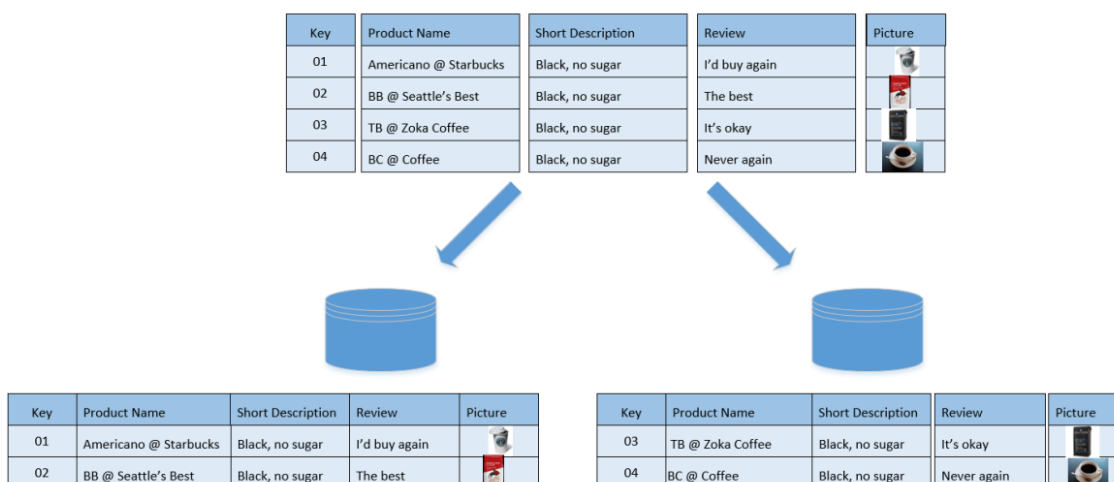 Key Product Name Short Description Review Picture
01 Americano @ Starbucks Black, no sugar I'd buy again
02 BB @ Seattle's Best Black, no sugar The best
03 TB @ Zoka Coffee Black, no sugar It's okay
04 BC @ Coffee Black, no sugar Never again
Key Product Name Short Description Review Picture
01 Americano @ Starbucks Black, no sugar I'd buy again
02 BB @ Seattle's Best Black, no sugar The best
Key Product Name Short Description Review Picture
03 TB @ Zoka Coffee Black, no sugar It's okay
04 BC @ Coffee Black, no sugar Never again